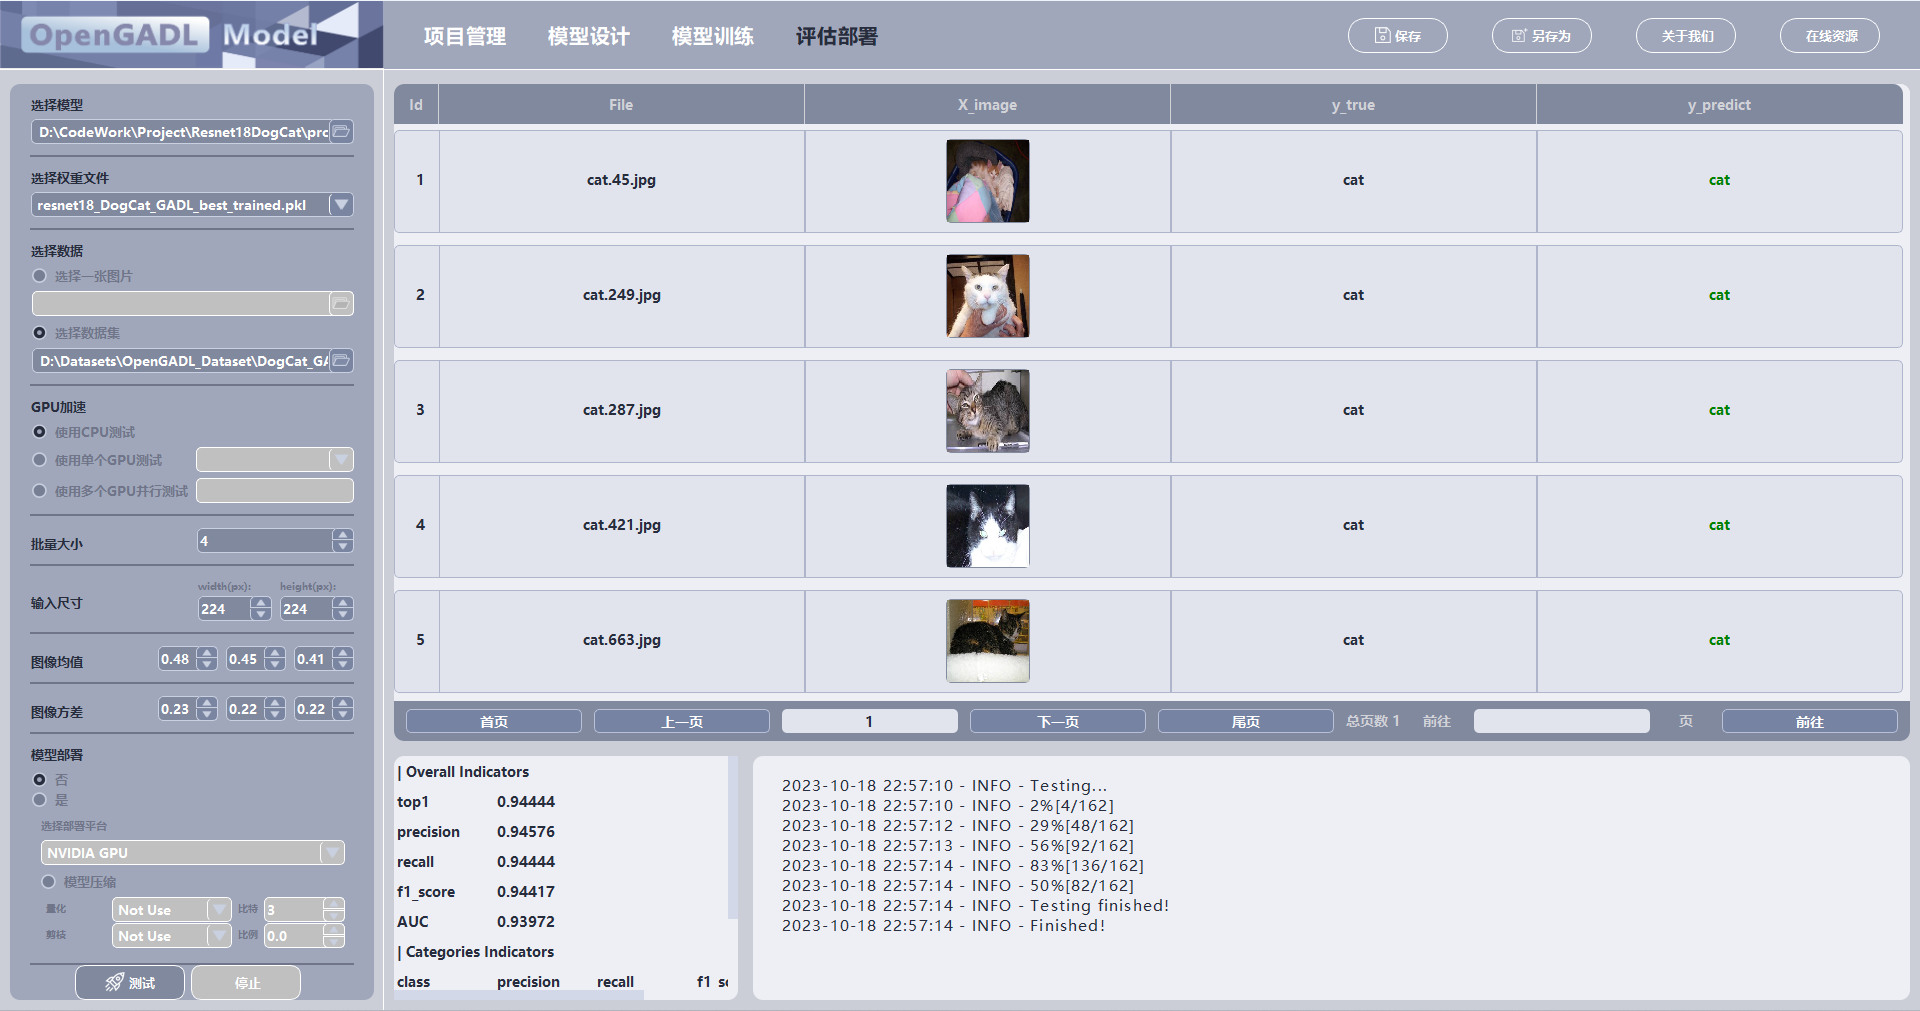 OpenGADL Model
项目管理 模型设计 模型训练 评估部署
保存 另存为 关于我们 在线资源
选择模型
D:\CodeWork\Project\Resnet18DogCat\prc
选择权重文件
resnet18_DogCat_GADL_best_trained.pkl
选择数据
选择一张图片
选择数据集
D:\Datasets\OpenGADL_Dataset\DogCat_GA
GPU加速
使用CPU测试
使用单个GPU测试
使用多个GPU并行测试
批量大小 4
width(px): height(px):
输入尺寸 224 224
图像均值 0.48 0.45 0.41
图像方差 0.23 0.22 0.22
模型部署
否
是
选择部署平台
NVIDIA GPU
模型压缩
量化 Not Use 比特 3
剪枝 Not Use 比例 0.0
测试 停止
Id File X_image y_true y_predict
1 cat.45.jpg cat cat
2 cat.249.jpg cat cat
3 cat.287.jpg cat cat
4 cat.421.jpg cat cat
5 cat.663.jpg cat cat
首页 上一页 1 下一页 尾页 总页数 1 前往 页 前往
| Overall Indicators
top1 0.94444
precision 0.94576
recall 0.94444
f1_score 0.94417
AUC 0.93972
| Categories Indicators
class precision recall f1 sc
2023-10-18 22:57:10 - INFO - Testing...
2023-10-18 22:57:10 - INFO - 2%[4/162]
2023-10-18 22:57:12 - INFO - 29%[48/162]
2023-10-18 22:57:13 - INFO - 56%[92/162]
2023-10-18 22:57:14 - INFO - 83%[136/162]
2023-10-18 22:57:14 - INFO - 50%[82/162]
2023-10-18 22:57:14 - INFO - Testing finished!
2023-10-18 22:57:14 - INFO - Finished!